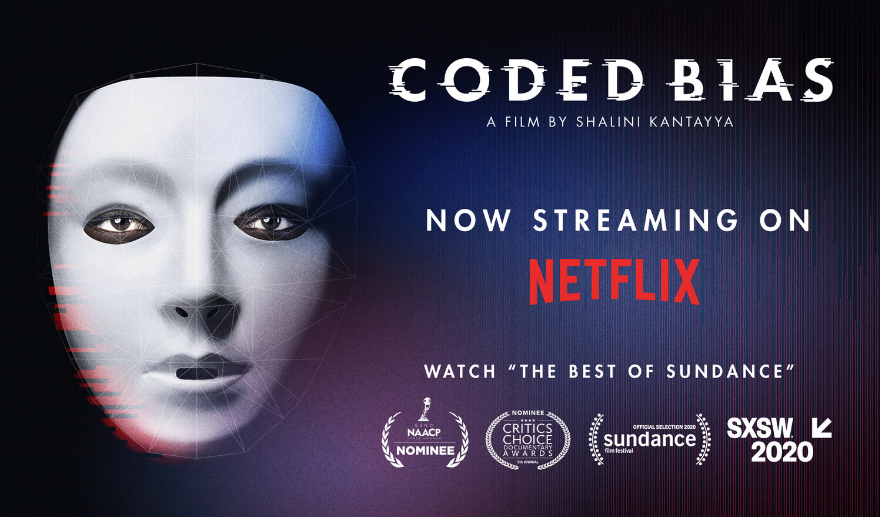 CODED BIAS
A FILM BY SHALINI KANTAYYA
NOW STREAMING ON
NETFLIX
WATCH “THE BEST OF SUNDANCE”
NAACP
NOMINEE
NOMINEE
CRITICS
CHOICE
DOCUMENTARY
AWARDS
OFFICIAL SELECTION 2020
sundance
film festival
SXSW
2020